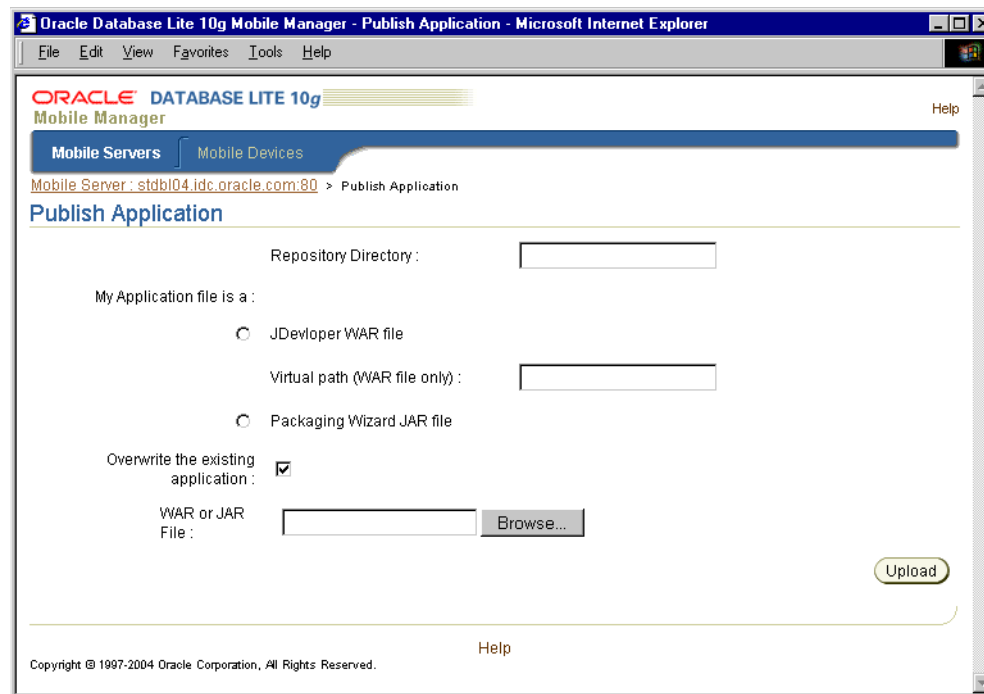 Oracle Database Lite 10g Mobile Manager - Publish Application - Microsoft Internet Explorer
File Edit View Favorites Tools Help
ORACLE DATABASE LITE 10g
Mobile Manager
Help
Mobile Servers Mobile Devices
Mobile Server : stdbl04.idc.oracle.com:80 > Publish Application
Publish Application
Repository Directory :
My Application file is a :
JDevloper WAR file
Virtual path (WAR file only) :
Packaging Wizard JAR file
Overwrite the existing
application :
WAR or JAR
File :
Browse...
Upload
Help
Copyright © 1997-2004 Oracle Corporation, All Rights Reserved.